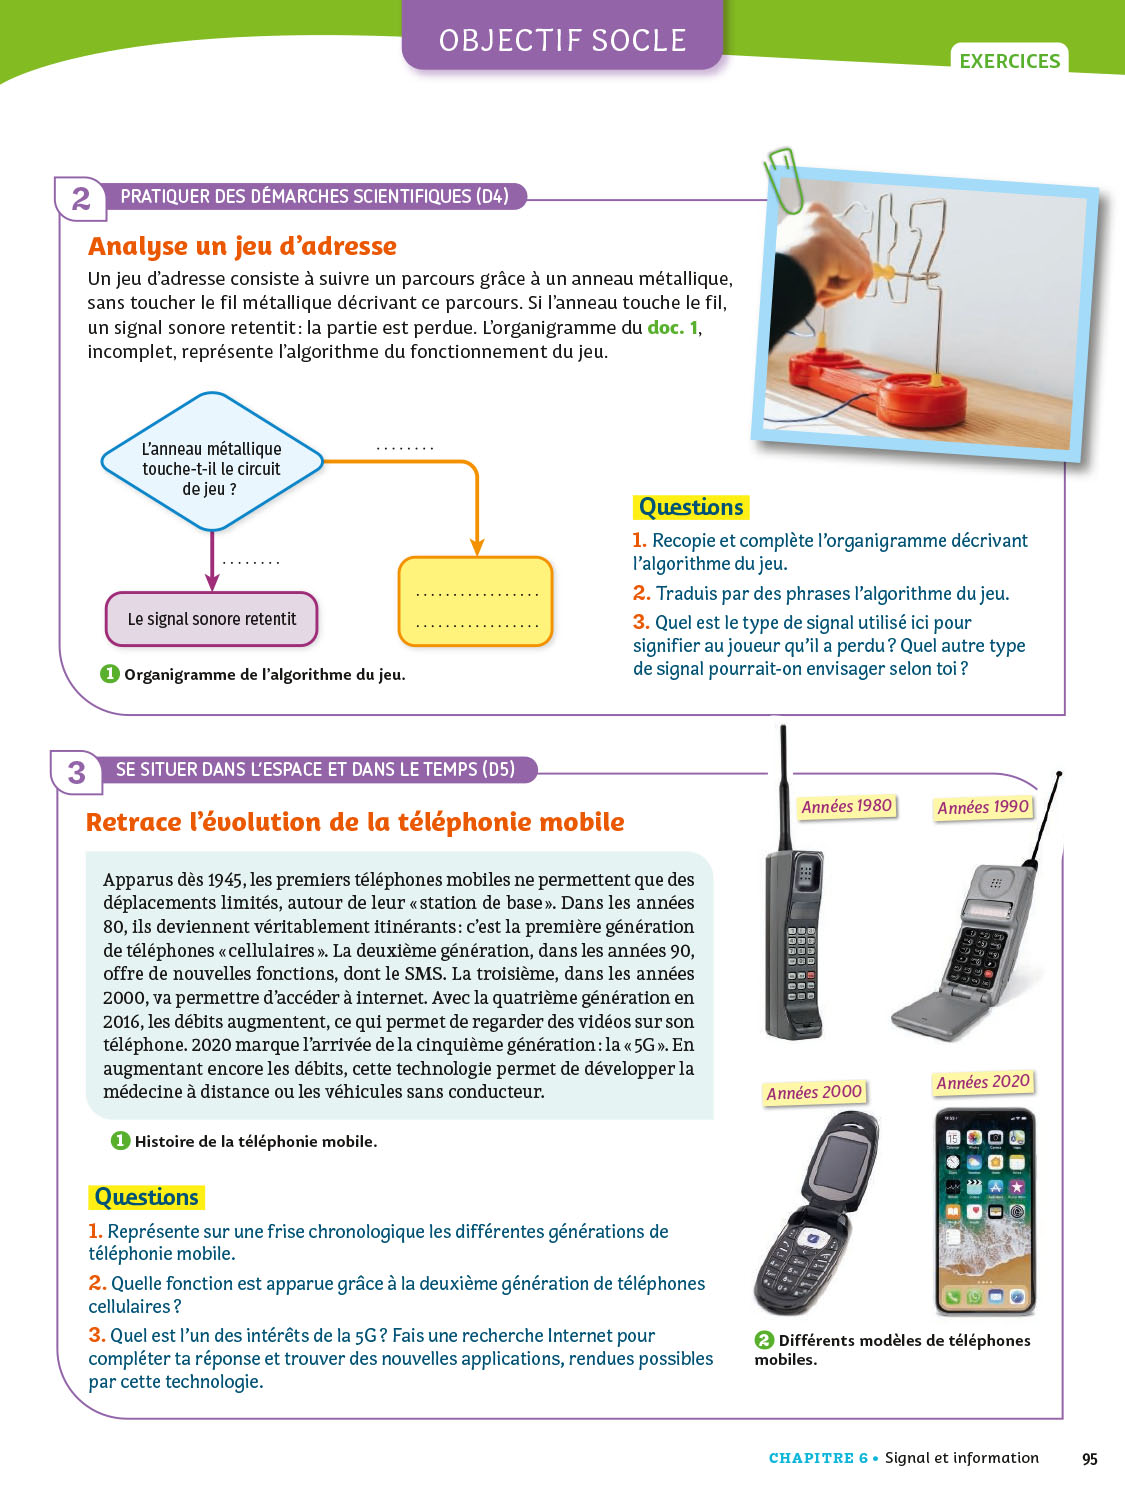 OBJECTIF SOCLE
EXERCICES
2 PRATIQUER DES DÉMARCHES SCIENTIFIQUES (D4)
Analyse un jeu d'adresse
Un jeu d'adresse consiste à suivre un parcours grâce à un anneau métallique,
sans toucher le fil métallique décrivant ce parcours. Si l'anneau touche le fil,
un signal sonore retentit : la partie est perdue. L'organigramme du doc. 1,
incomplet, représente l'algorithme du fonctionnement du jeu.
L'anneau métallique
touche-t-il le circuit
de jeu ?
. . . . . . . .
. . . . . . . .
Le signal sonore retentit
. . . . . . . . . . . . . . . . .
. . . . . . . . . . . . . . . . .
1 Organigramme de l'algorithme du jeu.
Questions
1. Recopie et complète l'organigramme décrivant
l'algorithme du jeu.
2. Traduis par des phrases l'algorithme du jeu.
3. Quel est le type de signal utilisé ici pour
signifier au joueur qu'il a perdu ? Quel autre type
de signal pourrait-on envisager selon toi ?
3 SE SITUER DANS L'ESPACE ET DANS LE TEMPS (D5)
Retrace l'évolution de la téléphonie mobile
Apparus dès 1945, les premiers téléphones mobiles ne permettent que des
déplacements limités, autour de leur « station de base ». Dans les années
80, ils deviennent véritablement itinérants : c'est la première génération
de téléphones « cellulaires ». La deuxième génération, dans les années 90,
offre de nouvelles fonctions, dont le SMS. La troisième, dans les années
2000, va permettre d'accéder à internet. Avec la quatrième génération en
2016, les débits augmentent, ce qui permet de regarder des vidéos sur son
téléphone. 2020 marque l'arrivée de la cinquième génération : la « 5G ». En
augmentant encore les débits, cette technologie permet de développer la
médecine à distance ou les véhicules sans conducteur.
1 Histoire de la téléphonie mobile.
Questions
1. Représente sur une frise chronologique les différentes générations de
téléphonie mobile.
2. Quelle fonction est apparue grâce à la deuxième génération de téléphones
cellulaires ?
3. Quel est l'un des intérêts de la 5G ? Fais une recherche Internet pour
compléter ta réponse et trouver des nouvelles applications, rendues possibles
par cette technologie.
Années 1980
Années 1990
Années 2000
Années 2020
2 Différents modèles de téléphones
mobiles.
CHAPITRE 6 • Signal et information 95